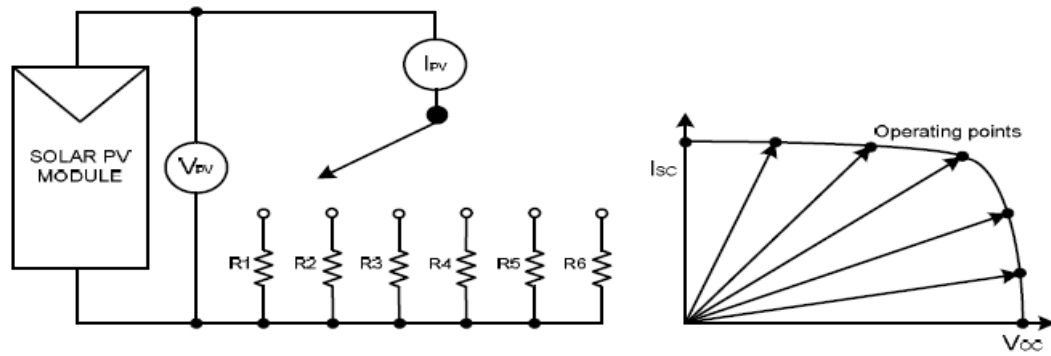 SOLAR PV
MODULE
VPV
IPV
R1 R2 R3 R4 R5 R6
Operating points
ISC
VOC